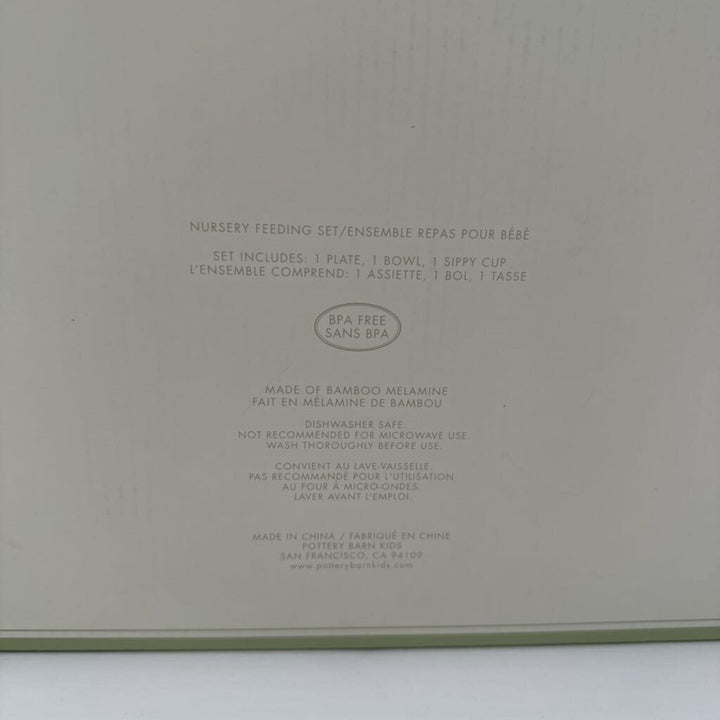 NURSERY FEEDING SET/ENSEMBLE REPAS POUR BÉBÉ
SET INCLUDES: 1 PLATE, 1 BOWL, 1 SIPPY CUP
L'ENSEMBLE COMPREND: 1 ASSIETTE, 1 BOL, 1 TASSE
BPA FREE
SANS BPA
MADE OF BAMBOO MELAMINE
FAIT EN MÉLAMINE DE BAMBOU
DISHWASHER SAFE.
NOT RECOMMENDED FOR MICROWAVE USE.
WASH THOROUGHLY BEFORE USE.
CONVIENT AU LAVE-VAISSELLE.
PAS RECOMMANDÉ POUR L'UTILISATION
AU FOUR À MICRO-ONDES.
LAVER AVANT L'EMPLOI.
MADE IN CHINA / FABRIQUÉ EN CHINE
POTTERY BARN KIDS
SAN FRANCISCO, CA 94109
www.potterybarnkids.com